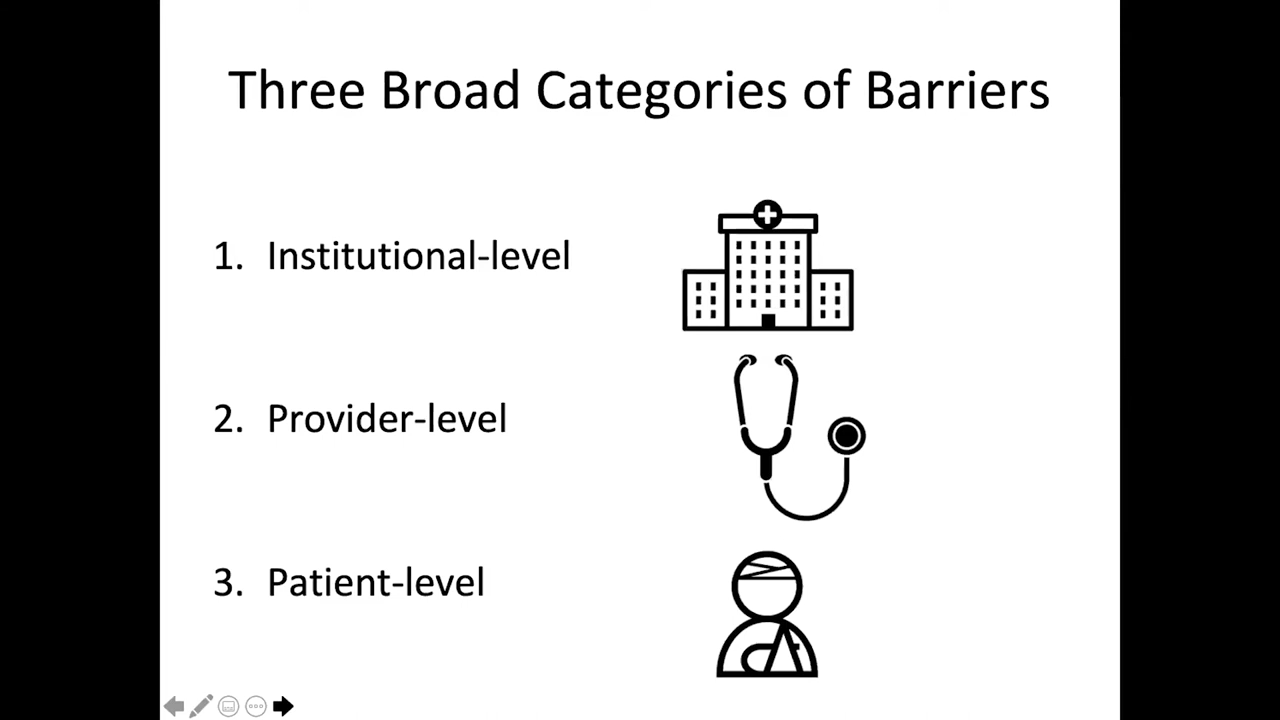 Three Broad Categories of Barriers
1. Institutional-level
2. Provider-level
3. Patient-level